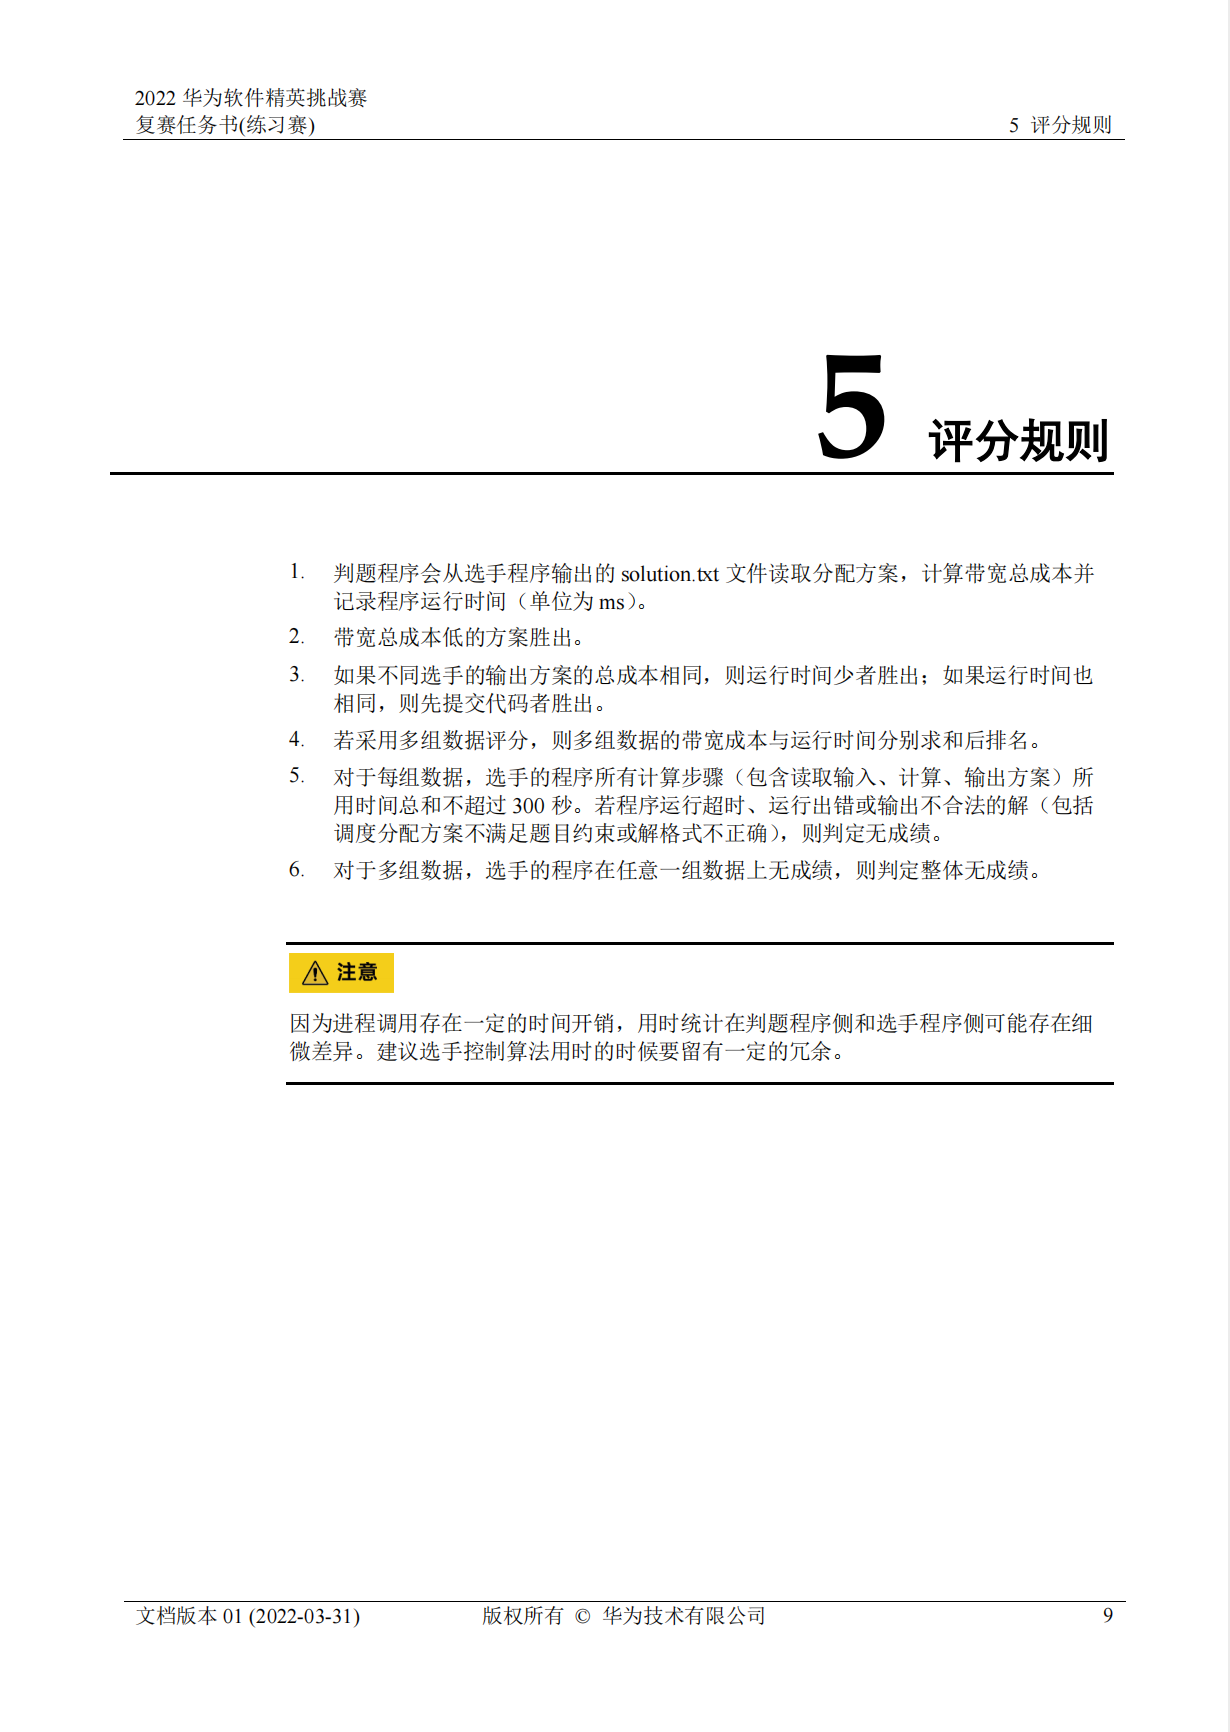 2022 华为软件精英挑战赛
复赛任务书(练习赛)
5 评分规则
5 评分规则
1. 判题程序会从选手程序输出的 solution.txt 文件读取分配方案，计算带宽总成本并
记录程序运行时间（单位为 ms）。
2. 带宽总成本低的方案胜出。
3. 如果不同选手的输出方案的总成本相同，则运行时间少者胜出；如果运行时间也
相同，则先提交代码者胜出。
4. 若采用多组数据评分，则多组数据的带宽成本与运行时间分别求和后排名。
5. 对于每组数据，选手的程序所有计算步骤（包含读取输入、计算、输出方案）所
用时间总和不超过 300 秒。若程序运行超时、运行出错或输出不合法的解（包括
调度分配方案不满足题目约束或解格式不正确），则判定无成绩。
6. 对于多组数据，选手的程序在任意一组数据上无成绩，则判定整体无成绩。
注意
因为进程调用存在一定的时间开销，用时统计在判题程序侧和选手程序侧可能存在细
微差异。建议选手控制算法用时的时候要留有一定的冗余。
文档版本 01 (2022-03-31)
版权所有 © 华为技术有限公司
9